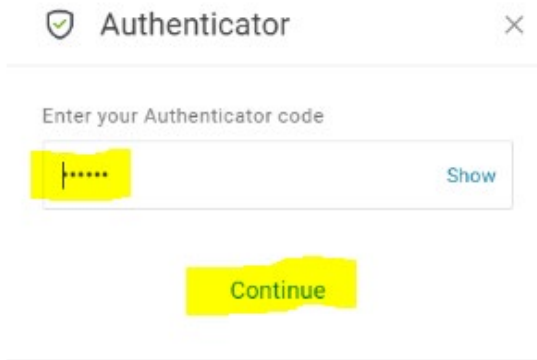 Authenticator
Enter your Authenticator code
•••••• Show
Continue